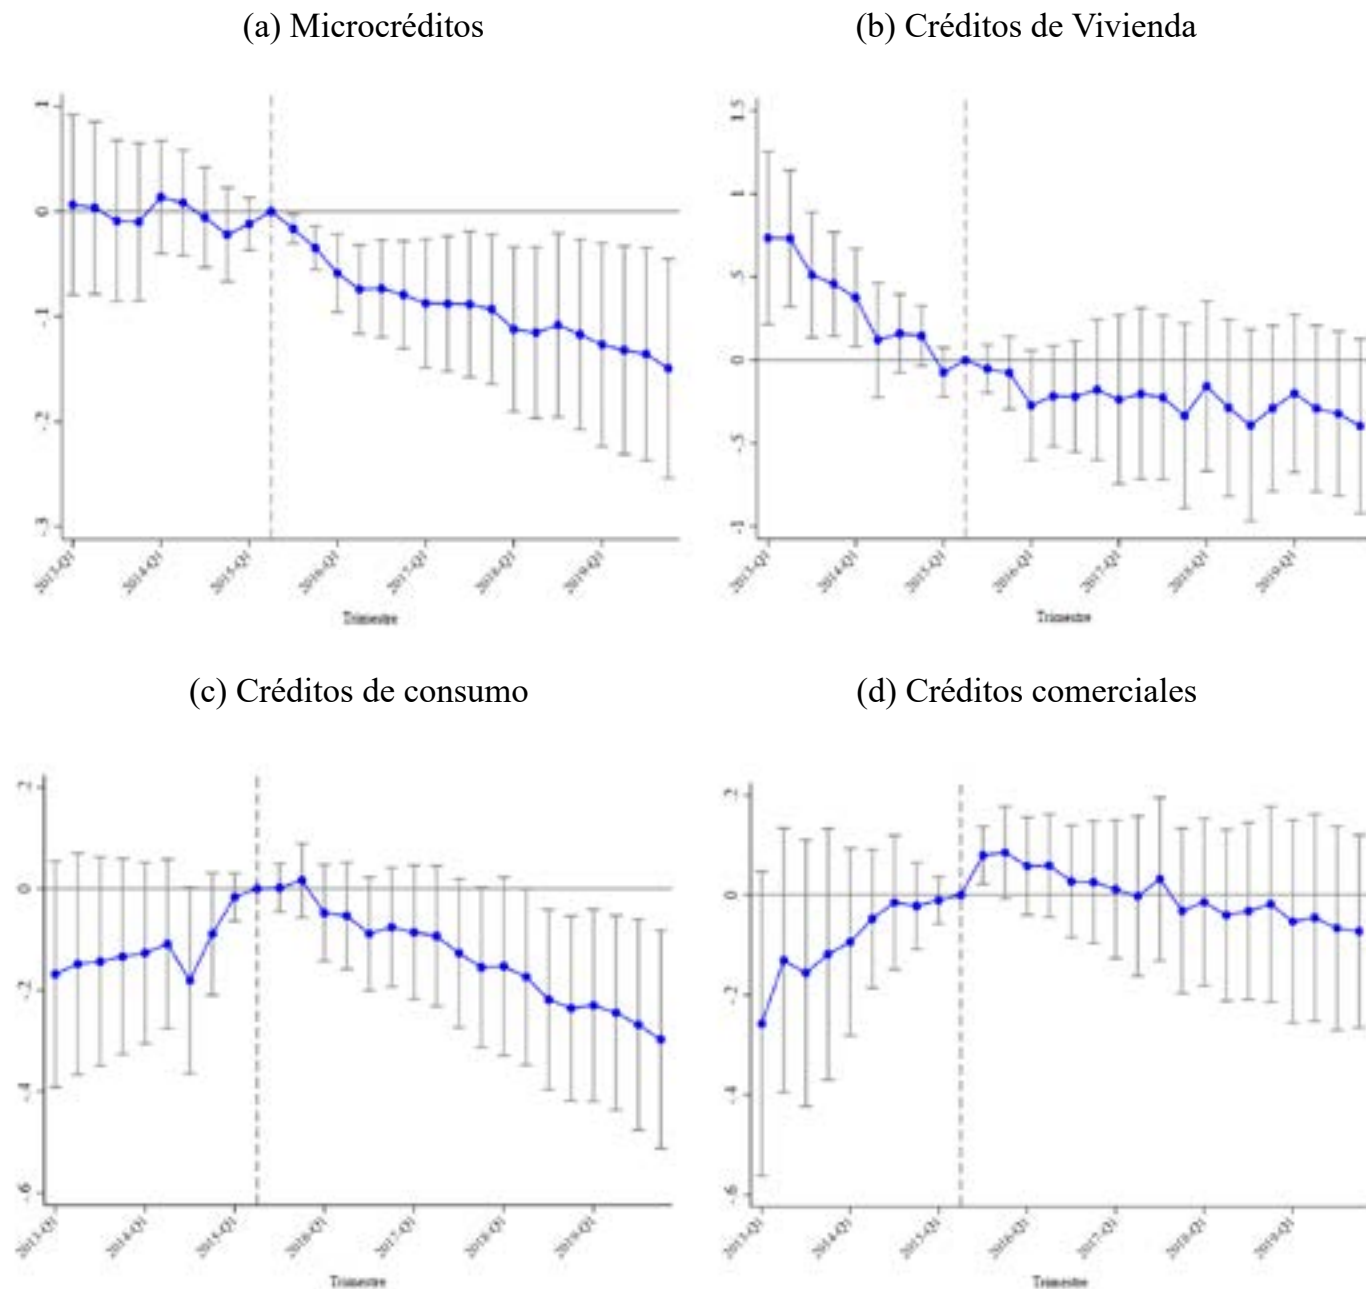 (a) Microcréditos
1
0
-1
-2
-3
2013-Q1
2014-Q1
2015-Q1
2016-Q1
2017-Q1
2018-Q1
2019-Q1
Trimestre
(b) Créditos de Vivienda
1.5
1
.5
0
-.5
-1
2013-Q1
2014-Q1
2015-Q1
2016-Q1
2017-Q1
2018-Q1
2019-Q1
Trimestre
(c) Créditos de consumo
.2
0
-.2
-.4
-.6
2013-Q1
2014-Q1
2015-Q1
2016-Q1
2017-Q1
2018-Q1
2019-Q1
Trimestre
(d) Créditos comerciales
.2
0
-.2
-.4
-.6
2013-Q1
2014-Q1
2015-Q1
2016-Q1
2017-Q1
2018-Q1
2019-Q1
Trimestre